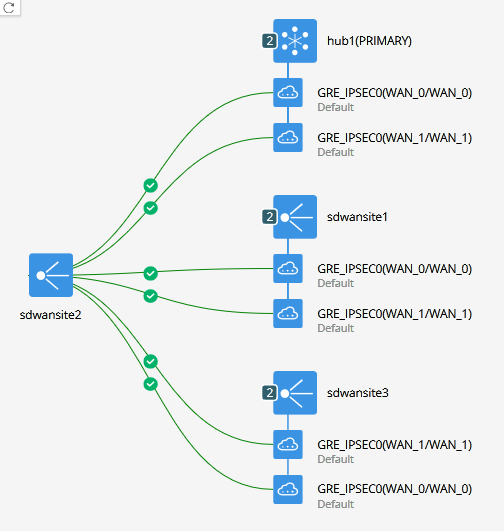 2
hub1(PRIMARY)
GRE_IPSEC0(WAN_0/WAN_0)
Default
GRE_IPSEC0(WAN_1/WAN_1)
Default
2
sdwansite1
GRE_IPSEC0(WAN_0/WAN_0)
Default
GRE_IPSEC0(WAN_1/WAN_1)
Default
sdwansite2
2
sdwansite3
GRE_IPSEC0(WAN_1/WAN_1)
Default
GRE_IPSEC0(WAN_0/WAN_0)
Default